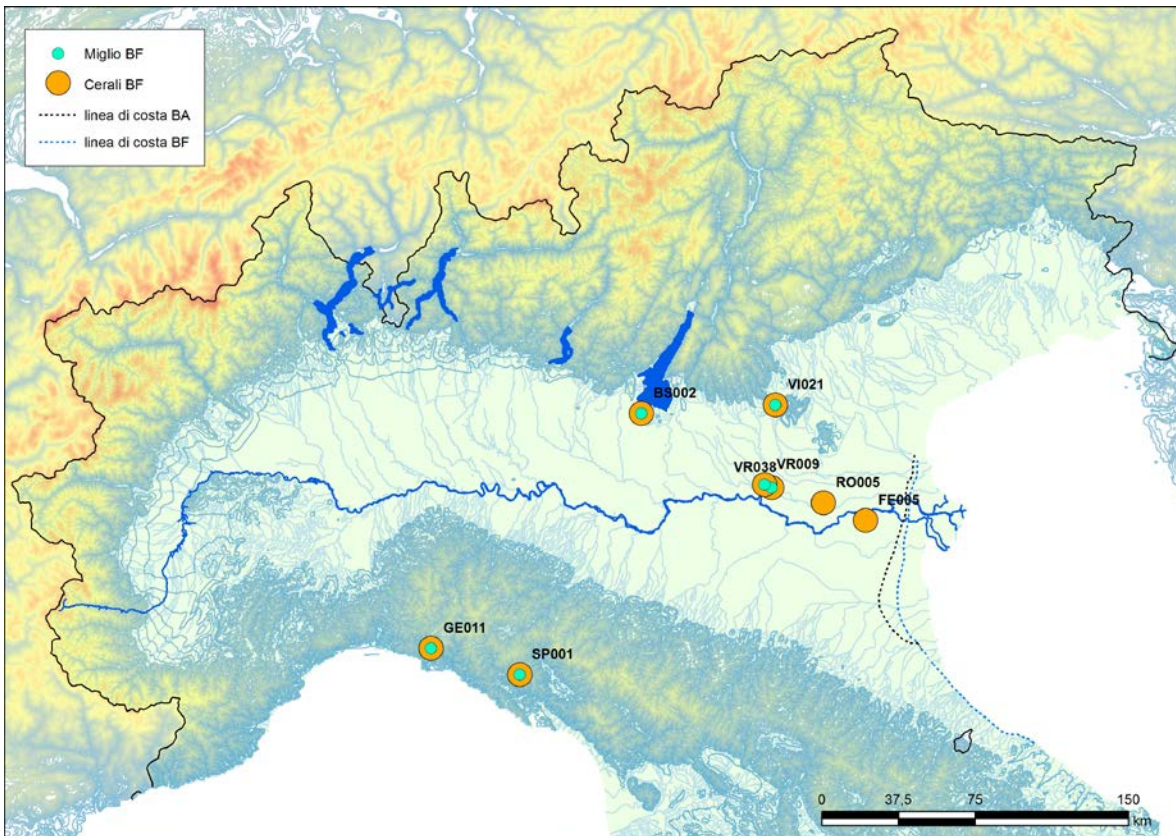 Miglio BF
Cerali BF
linea di costa BA
linea di costa BF
BS002
VI021
VR038
VR009
RO005
FE005
GE011
SP001
0 37,5 75 150
km